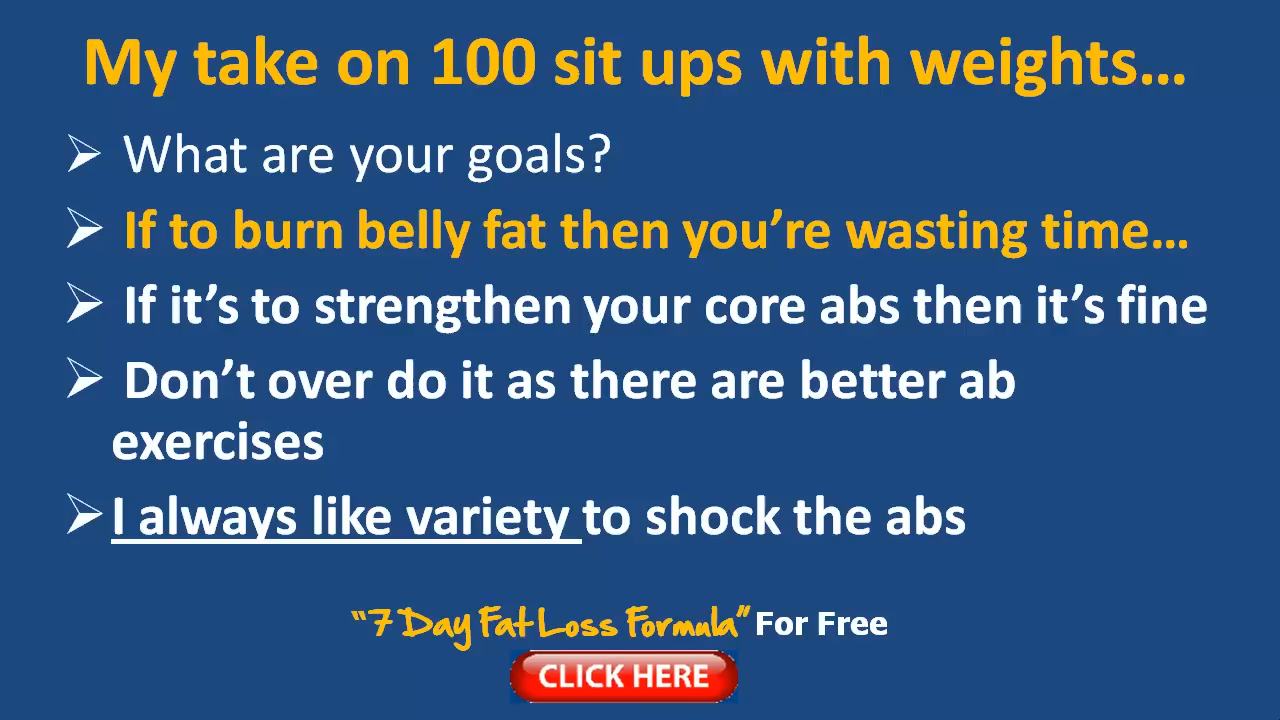 My take on 100 sit ups with weights...
What are your goals?
If to burn belly fat then you're wasting time...
If it's to strengthen your core abs then it's fine
Don't over do it as there are better ab
exercises
I always like variety to shock the abs
"7 Day Fat Loss Formula" For Free
CLICK HERE